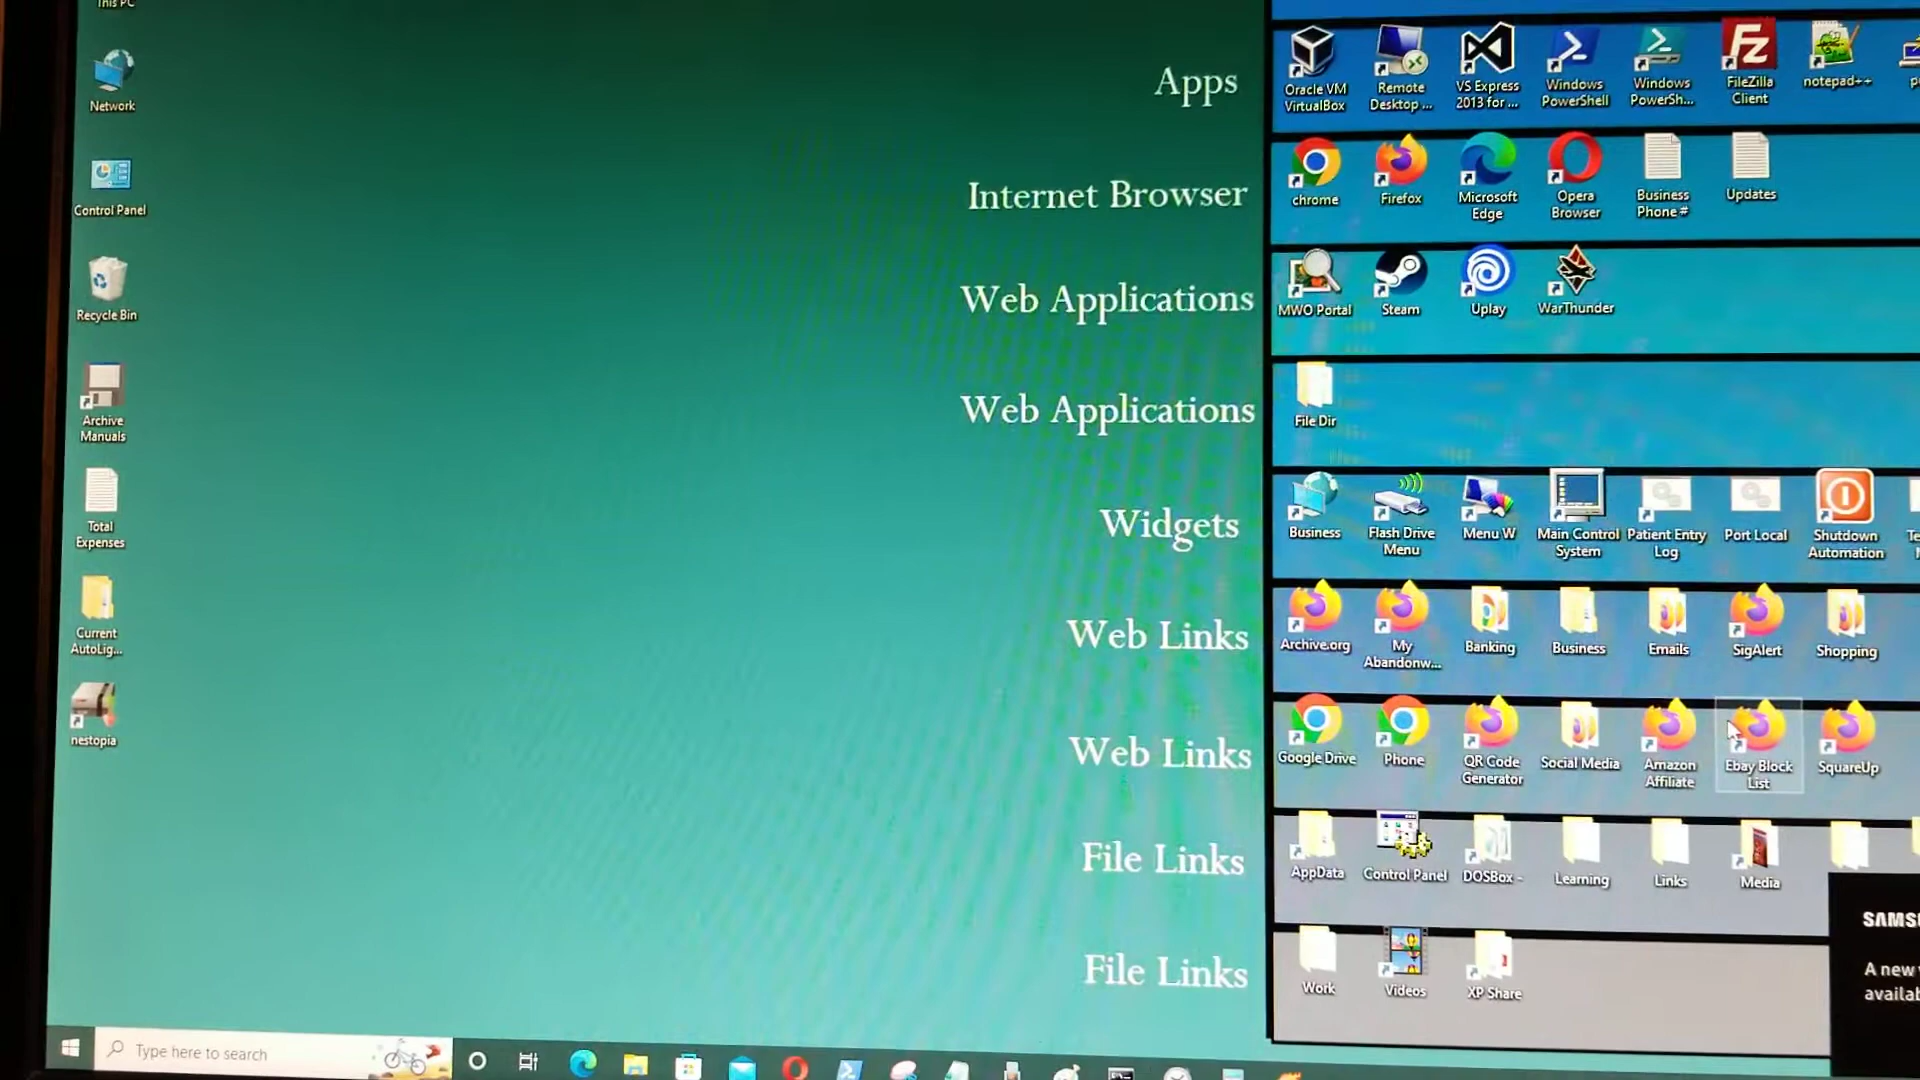 This PC
Network
Control Panel
Recycle Bin
Archive
Manuals
Total
Expenses
Current
AutoLig...
nestopia
Apps
Internet Browser
Web Applications
Web Applications
Widgets
Web Links
Web Links
File Links
File Links
Oracle VM
VirtualBox
Remote
Desktop ...
VS Express
2013 for ...
Windows
PowerShell
Windows
PowerSh...
FileZilla
Client
notepad++
chrome
Firefox
Microsoft
Edge
Opera
Browser
Business
Phone #
Updates
MWO Portal
Steam
Uplay
WarThunder
File Dir
Business
Flash Drive
Menu
Menu W
Main Control
System
Patient Entry
Log
Port Local
Shutdown
Automation
Archive.org
My
Abandonw...
Banking
Business
Emails
SigAlert
Shopping
Google Drive
Phone
QR Code
Generator
Social Media
Amazon
Affiliate
Ebay Block
List
SquareUp
AppData
Control Panel
DOSBox -
Learning
Links
Media
Work
Videos
XP Share
SAMS
A new
availab
Type here to search